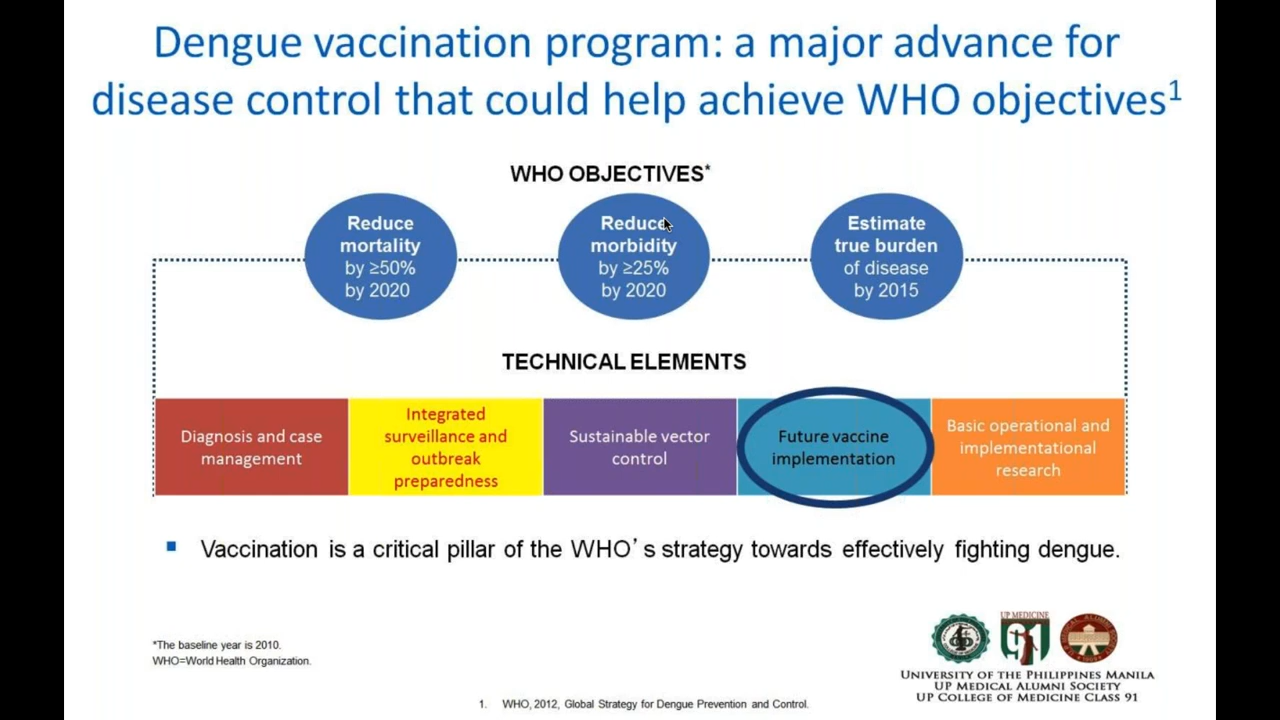 Dengue vaccination program: a major advance for
disease control that could help achieve WHO objectives1
WHO OBJECTIVES*
Reduce
mortality
by ≥50%
by 2020
Reduce
morbidity
by ≥25%
by 2020
Estimate
true burden
of disease
by 2015
TECHNICAL ELEMENTS
Diagnosis and case
management
Integrated
surveillance and
outbreak
preparedness
Sustainable vector
control
Future vaccine
implementation
Basic operational and
implementational
research
▪ Vaccination is a critical pillar of the WHO's strategy towards effectively fighting dengue.
*The baseline year is 2010.
WHO=World Health Organization.
UP MEDICINE
91
UNIVERSITY OF THE PHILIPPINES MANILA
UP MEDICAL ALUMNI SOCIETY
UP COLLEGE OF MEDICINE CLASS 91
1. WHO, 2012, Global Strategy for Dengue Prevention and Control.